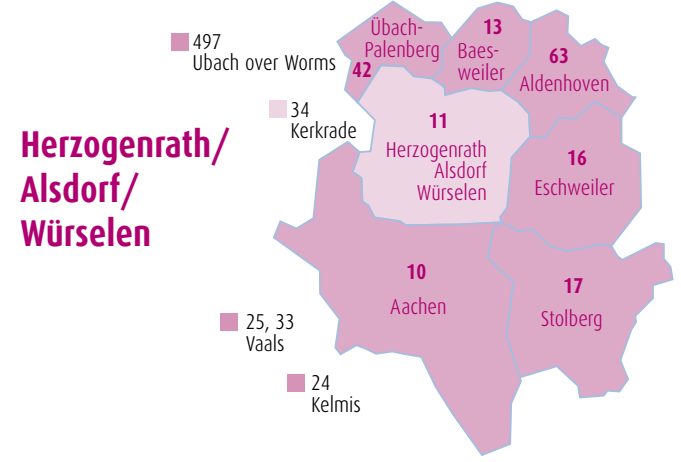 Herzogenrath/
Alsdorf/
Würselen
497
Ubach over Worms
34
Kerkrade
25, 33
Vaals
24
Kelmis
Übach-
Palenberg
42
13
Baes-
weiler
63
Aldenhoven
11
Herzogenrath
Alsdorf
Würselen
16
Eschweiler
10
Aachen
17
Stolberg